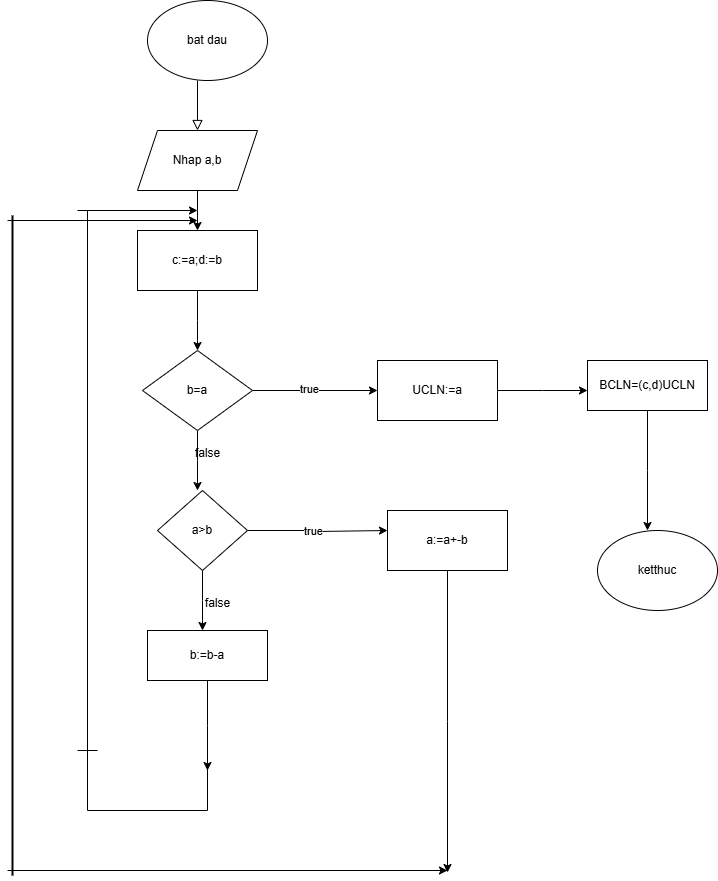 bat dau
Nhap a,b
c:=a;d:=b
b=a
true
UCLN:=a
BCLN=(c,d)UCLN
false
a>b
true
a:=a+-b
ketthuc
false
b:=b-a